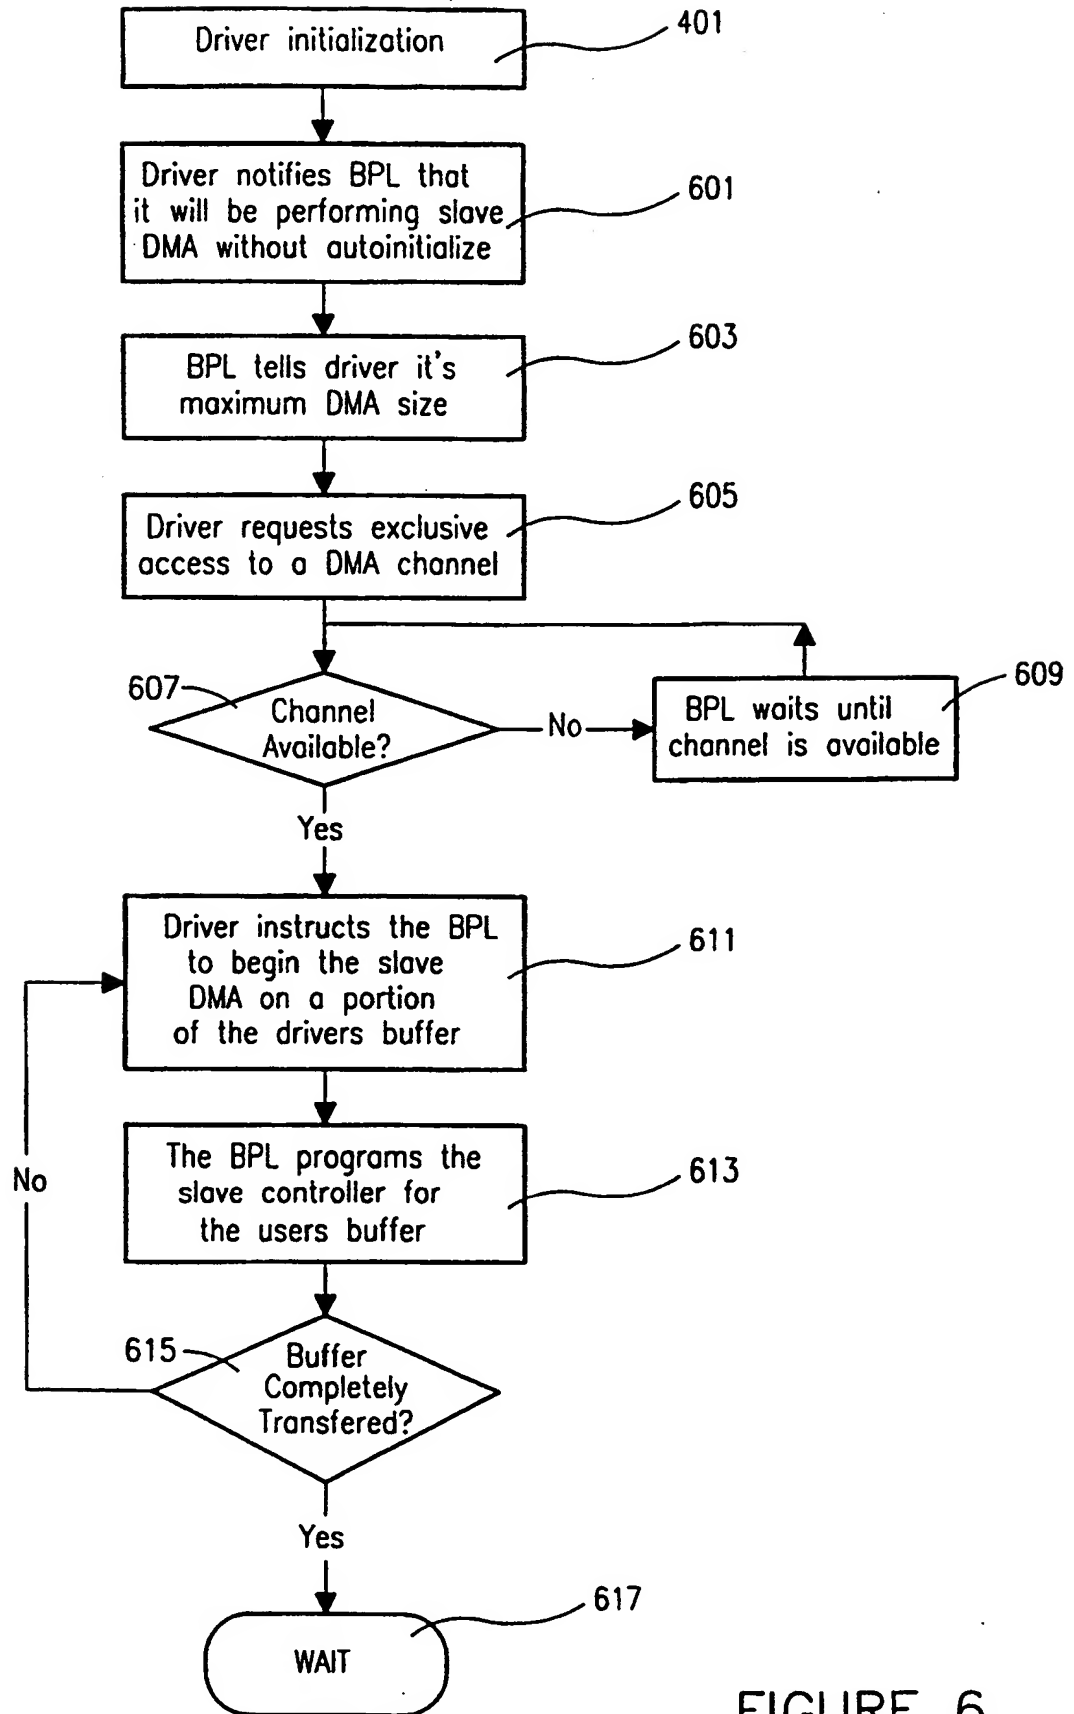 Driver initialization
401
Driver notifies BPL that
it will be performing slave
DMA without autoinitialize
601
BPL tells driver it's
maximum DMA size
603
Driver requests exclusive
access to a DMA channel
605
607
Channel
Available?
No
BPL waits until
channel is available
609
Yes
Driver instructs the BPL
to begin the slave
DMA on a portion
of the drivers buffer
611
The BPL programs the
slave controller for
the users buffer
613
No
615
Buffer
Completely
Transfered?
Yes
WAIT
617
FIGURE 6